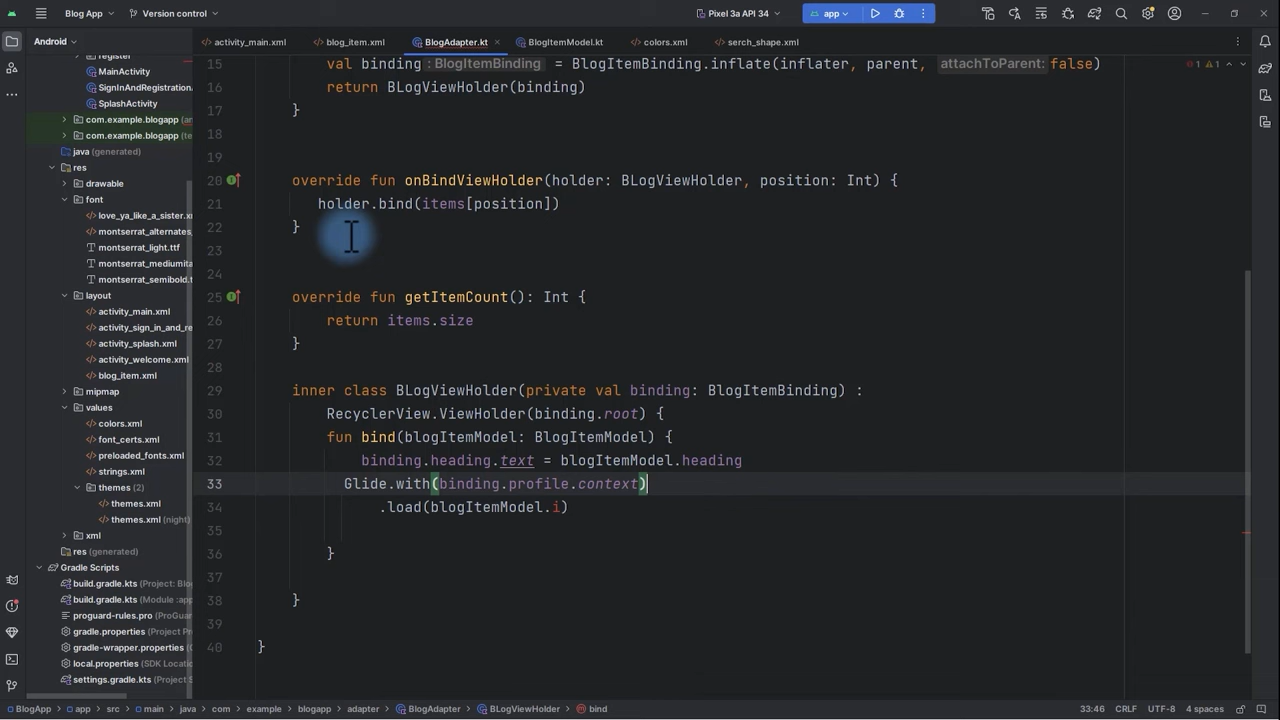 Blog App
Version control
Pixel 3a API 34
app
Android
activity_main.xml
blog_item.xml
BlogAdapter.kt
BlogItemModel.kt
colors.xml
serch_shape.xml
register
MainActivity
SignInAndRegistration
SplashActivity
com.example.blogapp (an
com.example.blogapp (te
java (generated)
res
drawable
font
love_ya_like_a_sister.xm
montserrat_alternates_
montserrat_light.ttf
montserrat_mediumita
montserrat_semibold.t
layout
activity_main.xml
activity_sign_in_and_re
activity_splash.xml
activity_welcome.xml
blog_item.xml
mipmap
values
colors.xml
font_certs.xml
preloaded_fonts.xml
strings.xml
themes
themes.xml
themes.xml (night)
xml
res (generated)
Gradle Scripts
build.gradle.kts (Project: Blo
build.gradle.kts (Module :app
proguard-rules.pro (ProGuar
gradle.properties (Project Pr
gradle-wrapper.properties (
local.properties (SDK Locati
settings.gradle.kts (Project S
1 1
15 val binding : BlogItemBinding = BlogItemBinding.inflate(inflater, parent, attachToParent: false)
16 return BLogViewHolder(binding)
17 }
18
19
20 override fun onBindViewHolder(holder: BLogViewHolder, position: Int) {
21 holder.bind(items[position])
22 }
23
24
25 override fun getItemCount(): Int {
26 return items.size
27 }
28
29 inner class BLogViewHolder(private val binding: BlogItemBinding) :
30 RecyclerView.ViewHolder(binding.root) {
31 fun bind(blogItemModel: BlogItemModel) {
32 binding.heading.text = blogItemModel.heading
33 Glide.with(binding.profile.context)
34 .load(blogItemModel.i)
35
36 }
37
38 }
39
40 }
BlogApp app src main java com example blogapp adapter BlogAdapter BLogViewHolder bind
33:46 CRLF UTF-8 4 spaces